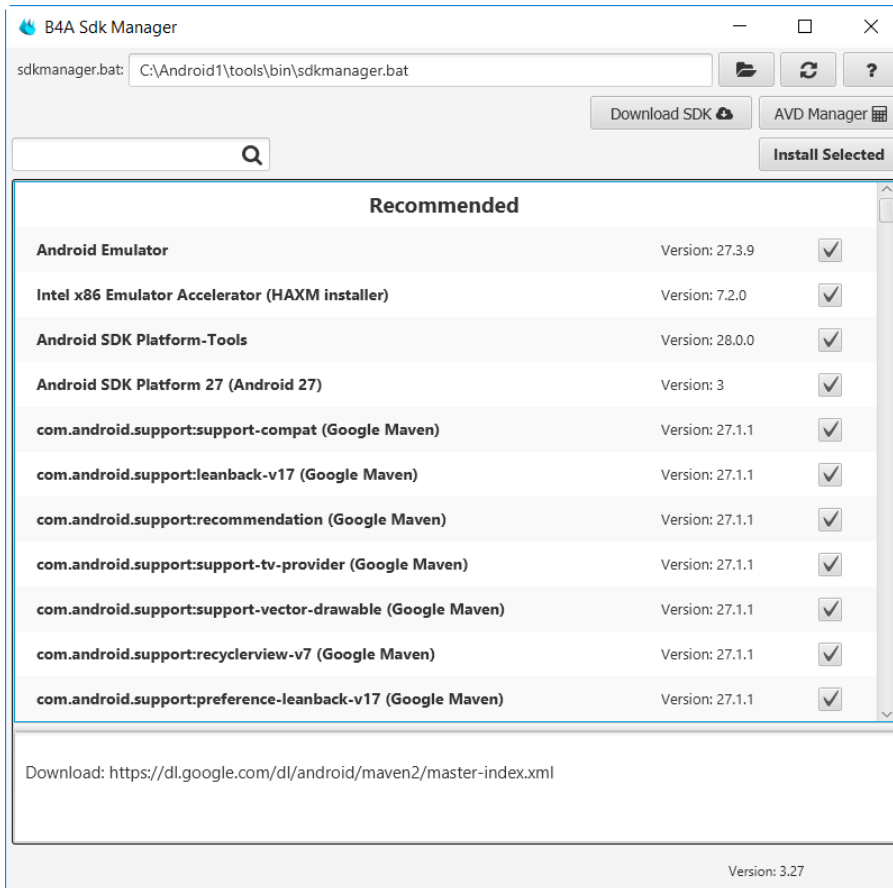 B4A Sdk Manager
sdkmanager.bat: C:\Android1\tools\bin\sdkmanager.bat ?
Download SDK AVD Manager
Install Selected
Recommended
Android Emulator Version: 27.3.9
Intel x86 Emulator Accelerator (HAXM installer) Version: 7.2.0
Android SDK Platform-Tools Version: 28.0.0
Android SDK Platform 27 (Android 27) Version: 3
com.android.support:support-compat (Google Maven) Version: 27.1.1
com.android.support:leanback-v17 (Google Maven) Version: 27.1.1
com.android.support:recommendation (Google Maven) Version: 27.1.1
com.android.support:support-tv-provider (Google Maven) Version: 27.1.1
com.android.support:support-vector-drawable (Google Maven) Version: 27.1.1
com.android.support:recyclerview-v7 (Google Maven) Version: 27.1.1
com.android.support:preference-leanback-v17 (Google Maven) Version: 27.1.1
Download: https://dl.google.com/dl/android/maven2/master-index.xml
Version: 3.27